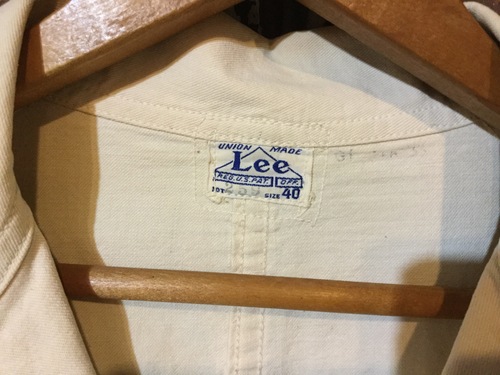 UNION MADE
Lee
REG. U.S. PAT. OFF.
LOT SIZE 40